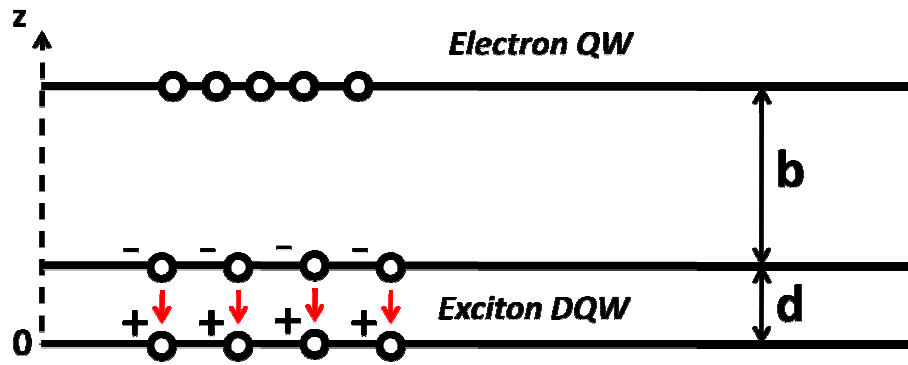 z
Electron QW
b
- - - -
+ + + +
Exciton DQW
d
0